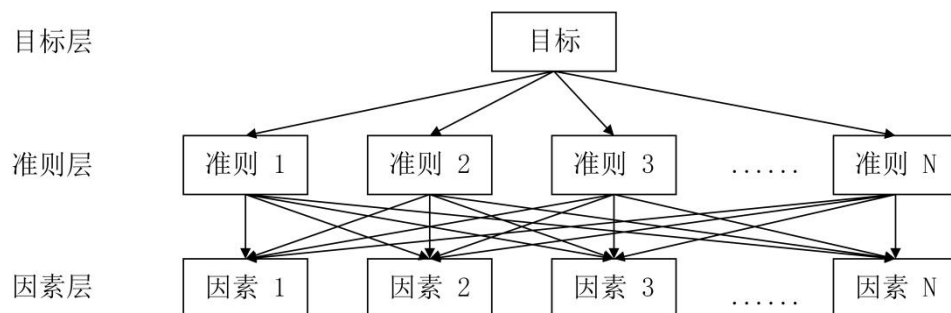 目标层 目标
准则层 准则 1 准则 2 准则 3 ...... 准则 N
因素层 因素 1 因素 2 因素 3 ...... 因素 N